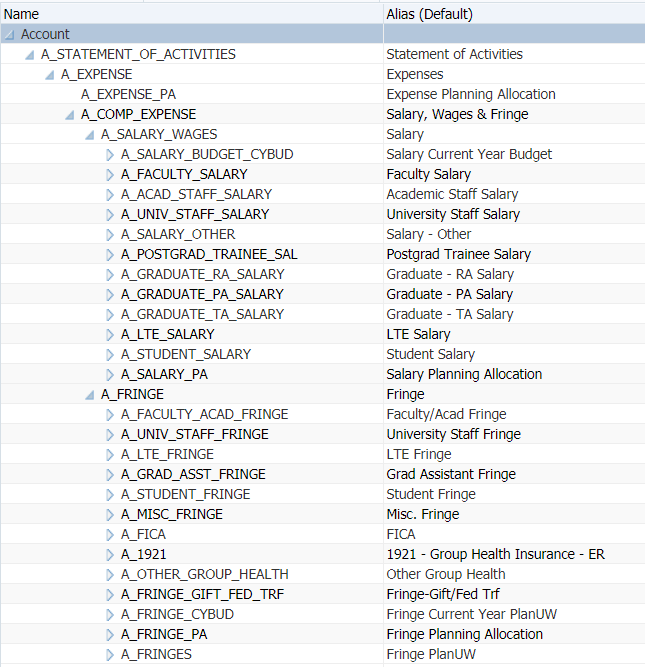 Name Alias (Default)
Account
A_STATEMENT_OF_ACTIVITIES Statement of Activities
A_EXPENSE Expenses
A_EXPENSE_PA Expense Planning Allocation
A_COMP_EXPENSE Salary, Wages & Fringe
A_SALARY_WAGES Salary
A_SALARY_BUDGET_CYBUD Salary Current Year Budget
A_FACULTY_SALARY Faculty Salary
A_ACAD_STAFF_SALARY Academic Staff Salary
A_UNIV_STAFF_SALARY University Staff Salary
A_SALARY_OTHER Salary - Other
A_POSTGRAD_TRAINEE_SAL Postgrad Trainee Salary
A_GRADUATE_RA_SALARY Graduate - RA Salary
A_GRADUATE_PA_SALARY Graduate - PA Salary
A_GRADUATE_TA_SALARY Graduate - TA Salary
A_LTE_SALARY LTE Salary
A_STUDENT_SALARY Student Salary
A_SALARY_PA Salary Planning Allocation
A_FRINGE Fringe
A_FACULTY_ACAD_FRINGE Faculty/Acad Fringe
A_UNIV_STAFF_FRINGE University Staff Fringe
A_LTE_FRINGE LTE Fringe
A_GRAD_ASST_FRINGE Grad Assistant Fringe
A_STUDENT_FRINGE Student Fringe
A_MISC_FRINGE Misc. Fringe
A_FICA FICA
A_1921 1921 - Group Health Insurance - ER
A_OTHER_GROUP_HEALTH Other Group Health
A_FRINGE_GIFT_FED_TRF Fringe-Gift/Fed Trf
A_FRINGE_CYBUD Fringe Current Year PlanUW
A_FRINGE_PA Fringe Planning Allocation
A_FRINGES Fringe PlanUW